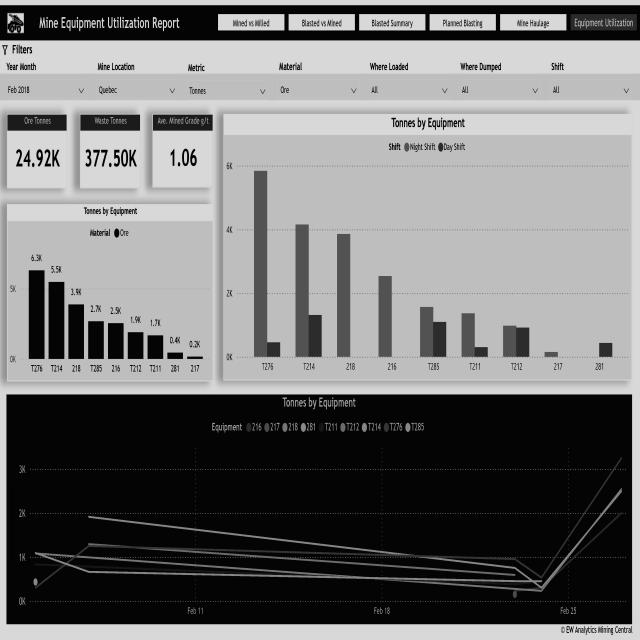 Mine Equipment Utilization Report
Mined vs Milled Blasted vs Mined Blasted Summary Planned Blasting Mine Haulage Equipment Utilization
Filters
Year Month Mine Location Metric Material Where Loaded Where Dumped Shift
Feb 2018 Quebec Tonnes Ore All All All
Ore Tonnes Waste Tonnes Ave. Mined Grade g/t
24.92K 377.50K 1.06
Tonnes by Equipment
Material Ore
6.3K
5.5K
3.9K
2.7K
2.5K
1.9K
1.7K
0.4K
0.2K
5K
0K
T276 T214 218 T285 216 T212 T211 281 217
Tonnes by Equipment
Shift Night Shift Day Shift
6K
4K
2K
0K
T276 T214 218 216 T285 T211 T212 217 281
Tonnes by Equipment
Equipment 216 217 218 281 T211 T212 T214 T276 T285
3K
2K
1K
0K
Feb 11 Feb 18 Feb 25
© EW Analytics Mining Central